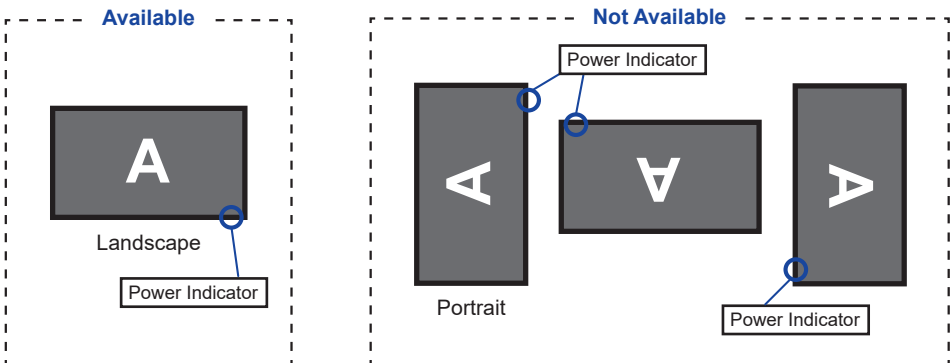 Available
A
Landscape
Power Indicator
Not Available
Power Indicator
A
A
A
Portrait
Power Indicator